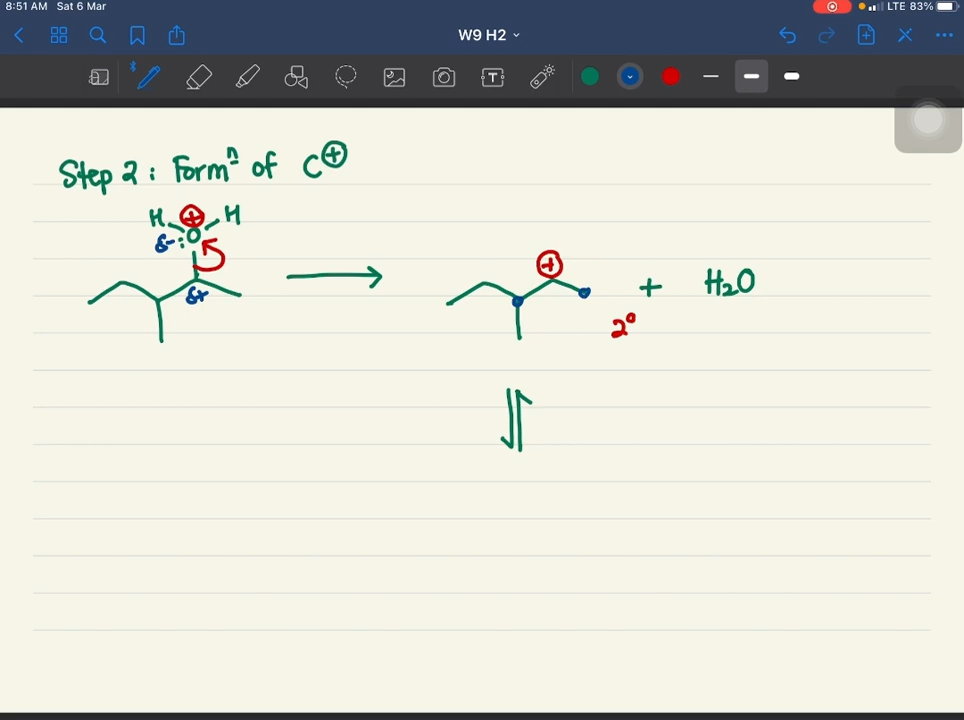 8:51 AM Sat 6 Mar LTE 83%
W9 H2
T
Step 2: Formⁿ of C⊕
H ⊕ H
δ- :O
δ+
⊕
+ H₂O
2°